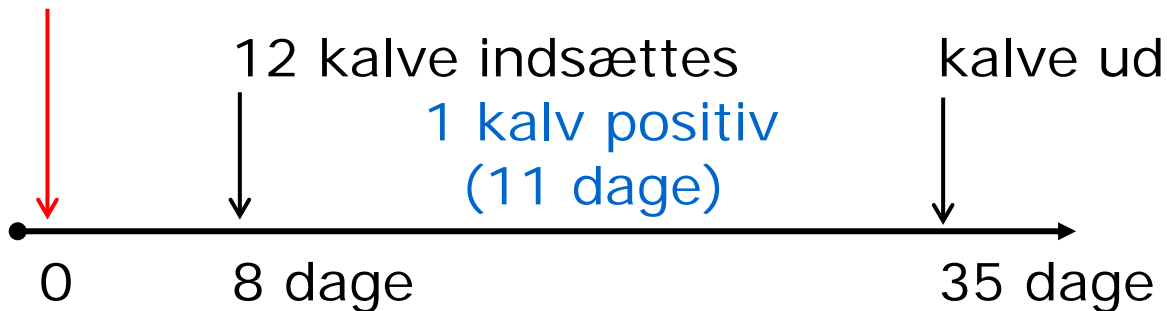 12 kalve indsættes
kalve ud
1 kalv positiv
(11 dage)
0
8 dage
35 dage